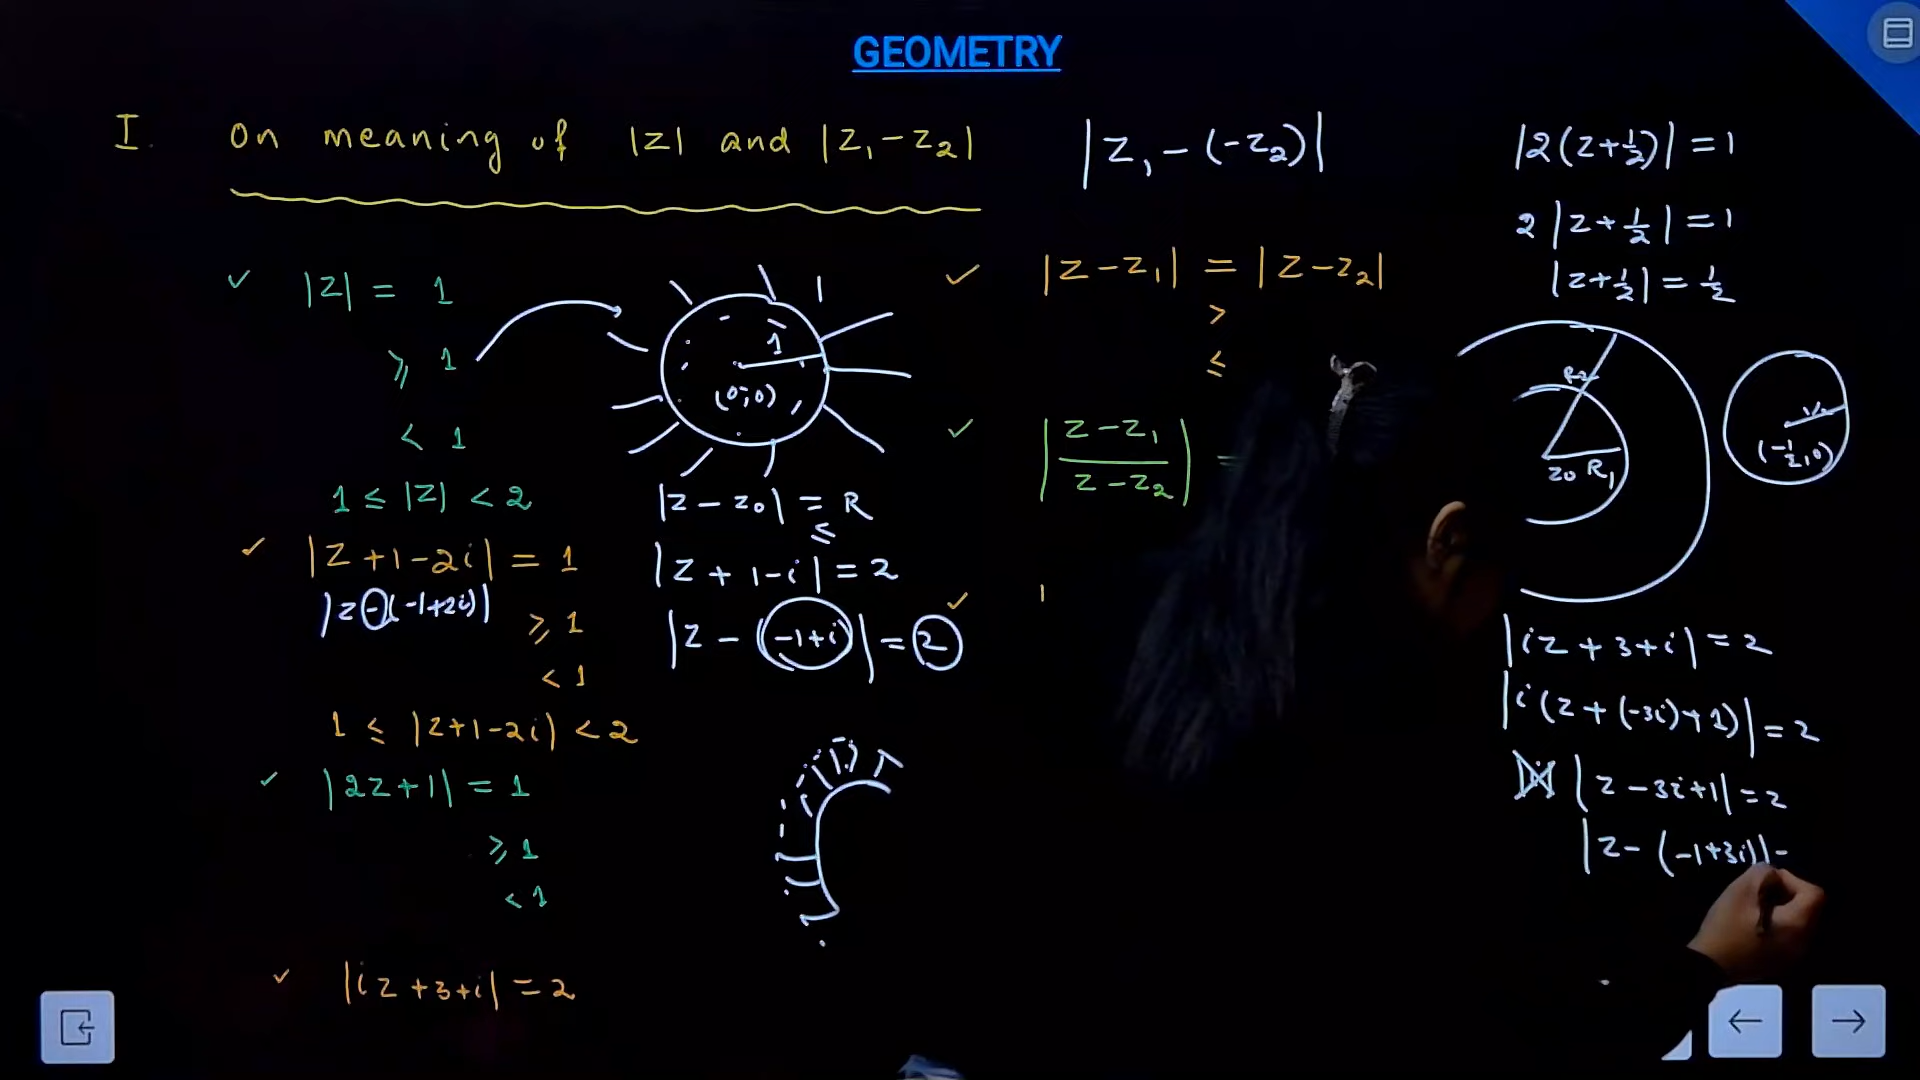 GEOMETRY
I. On meaning of |z| and |z₁-z₂|
|z| = 1
⩾ 1
< 1
1 ≤ |z| < 2
|z+1-2i| = 1
|z-(-1+2i)|
⩾ 1
< 1
1 ≤ |z+1-2i| < 2
|2z+1| = 1
⩾ 1
< 1
|iz+3+i| = 2
1
(0,0)
|z-z₀| = R
≤
|z+1-i| = 2
|z-(-1+i)| = 2
|z₁-(-z₂)|
|z-z₁| = |z-z₂|
>
≤
|z-z₁/z-z₂| =
|2(z+1/2)| = 1
2|z+1/2| = 1
|z+1/2| = 1/2
R₂
z₀ R₁
1/2
(-1/2,0)
|iz+3+i| = 2
|i(z+(-3i)+1)| = 2
|i| |z-3i+1| = 2
|z-(-1+3i)| =